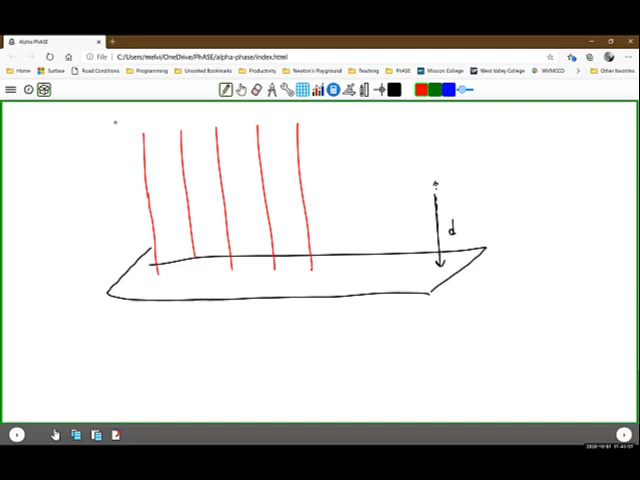 Alpha-PhASE
File | C:/Users/melvi/OneDrive/PhASE/alpha-phase/index.html
Home Surface Road Conditions Programming Unsorted Bookmarks Productivity Newton's Playground Teaching PhASE Mission College West Valley College WVMCCD Other favorites
d